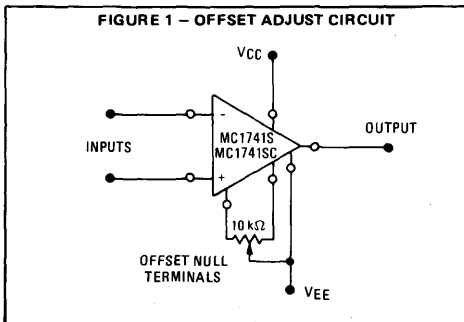 FIGURE 1 – OFFSET ADJUST CIRCUIT
VCC
-
MC1741S
MC1741SC
OUTPUT
INPUTS
+
10 kΩ
OFFSET NULL
TERMINALS
VEE